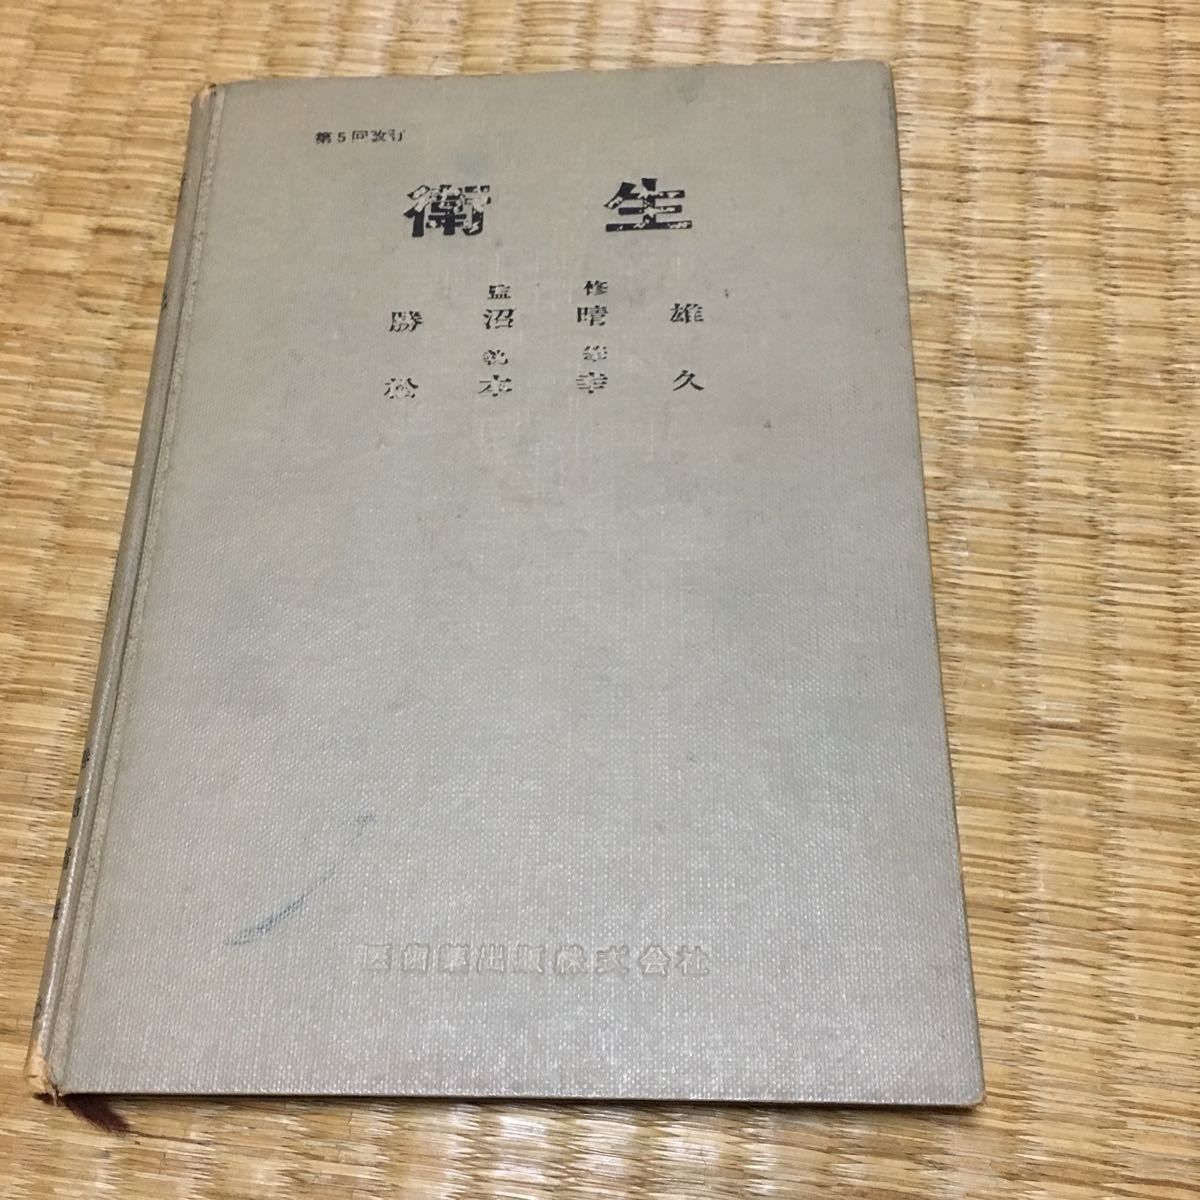 第5回改訂
衛生
監修
勝沼晴雄
執筆
松本幸久
医歯薬出版株式会社